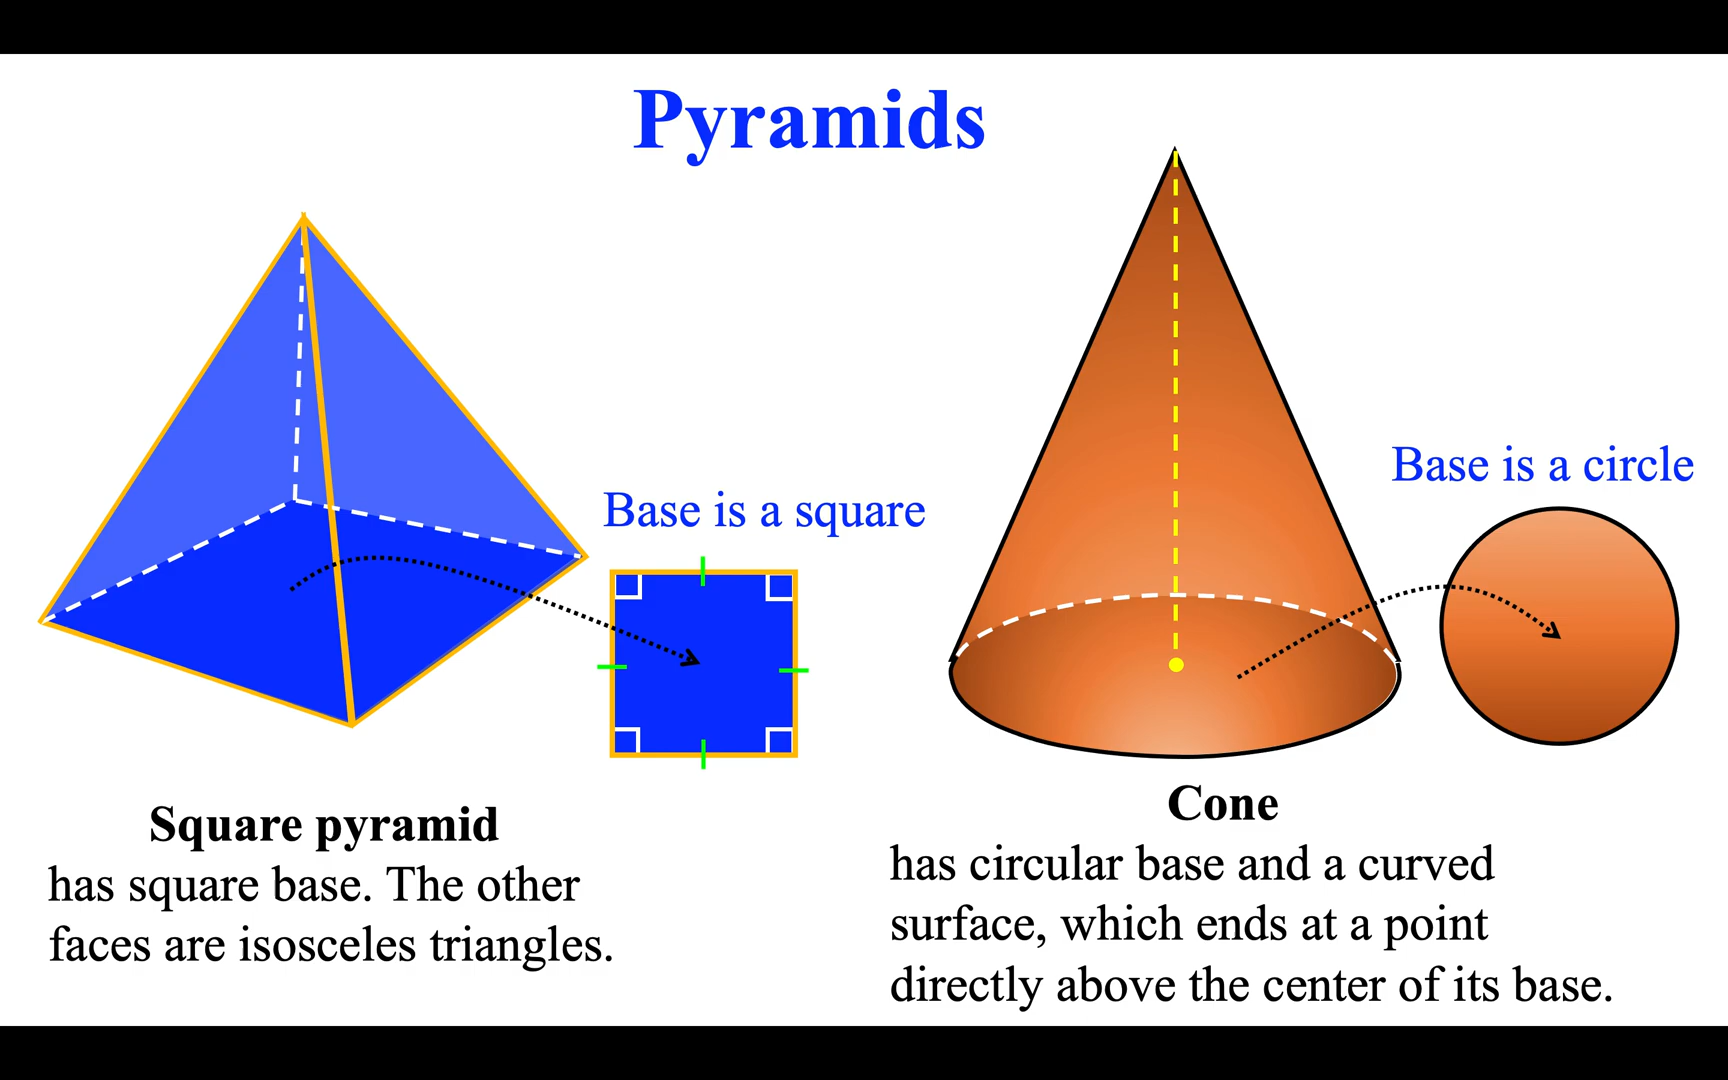 Pyramids
Base is a square
Base is a circle
Square pyramid
has square base. The other
faces are isosceles triangles.
Cone
has circular base and a curved
surface, which ends at a point
directly above the center of its base.